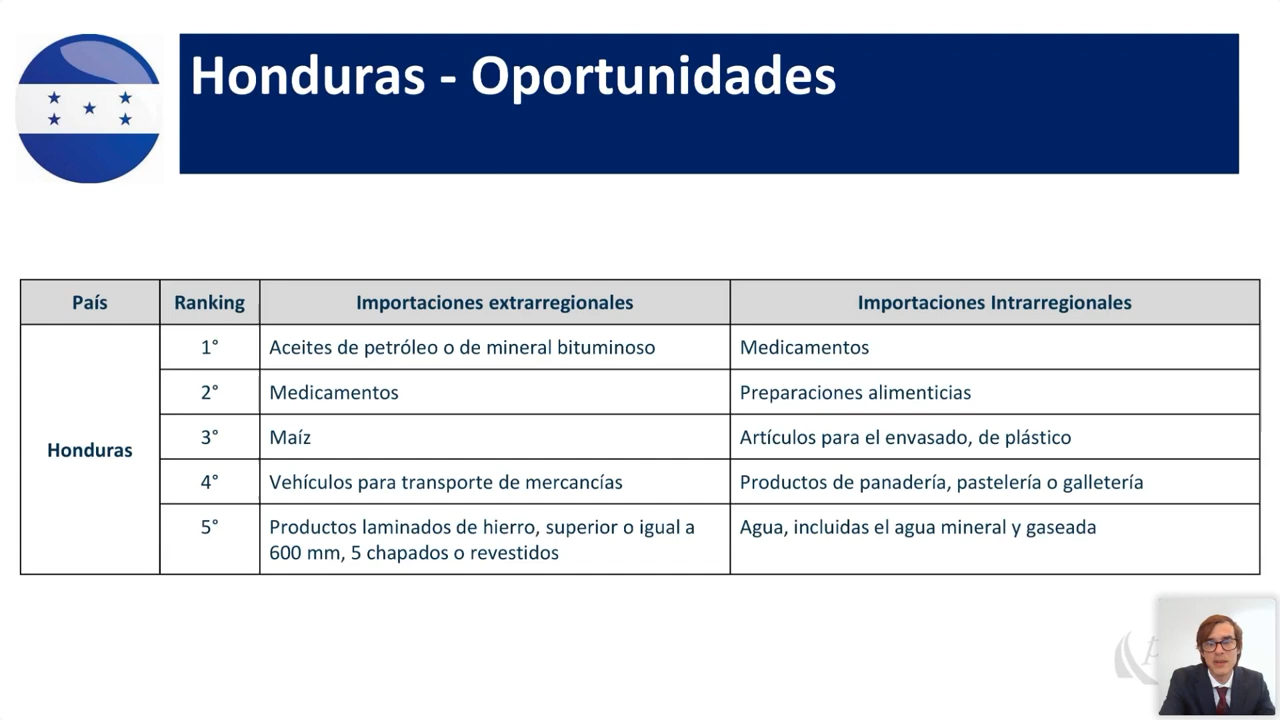 Honduras - Oportunidades
País Ranking Importaciones extrarregionales Importaciones Intrarregionales
Honduras
1° Aceites de petróleo o de mineral bituminoso Medicamentos
2° Medicamentos Preparaciones alimenticias
3° Maíz Artículos para el envasado, de plástico
4° Vehículos para transporte de mercancías Productos de panadería, pastelería o galletería
5° Productos laminados de hierro, superior o igual a Agua, incluidas el agua mineral y gaseada
600 mm, 5 chapados o revestidos